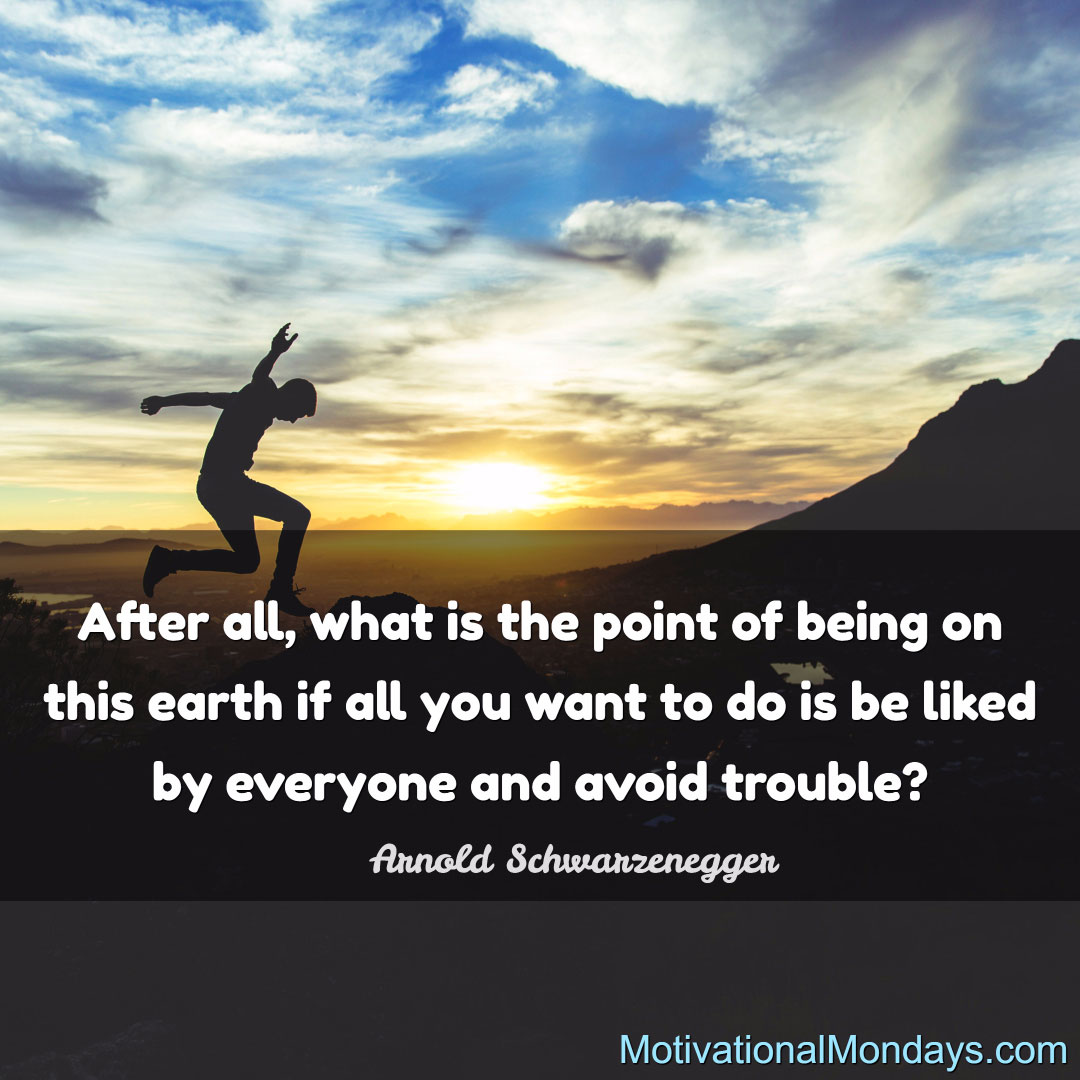 After all, what is the point of being on
this earth if all you want to do is be liked
by everyone and avoid trouble?
Arnold Schwarzenegger
MotivationalMondays.com